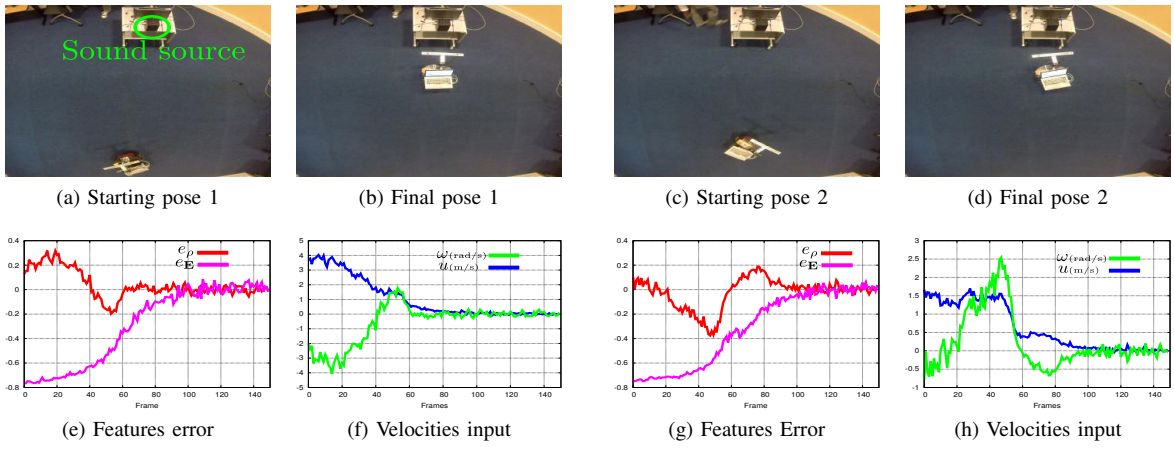 Sound source
(a) Starting pose 1
(b) Final pose 1
(c) Starting pose 2
(d) Final pose 2
0.4
0.2
0
-0.2
-0.4
-0.6
-0.8
0 20 40 60 80 100 120 140
Frame
eρ
eE
(e) Features error
5
4
3
2
1
0
-1
-2
-3
-4
-5
0 20 40 60 80 100 120 140
Frames
ω(rad/s)
u(m/s)
(f) Velocities input
0.4
0.2
0
-0.2
-0.4
-0.6
-0.8
0 20 40 60 80 100 120 140
Frame
eρ
eE
(g) Features Error
3
2.5
2
1.5
1
0.5
0
-0.5
-1
0 20 40 60 80 100 120 140
Frames
ω(rad/s)
u(m/s)
(h) Velocities input